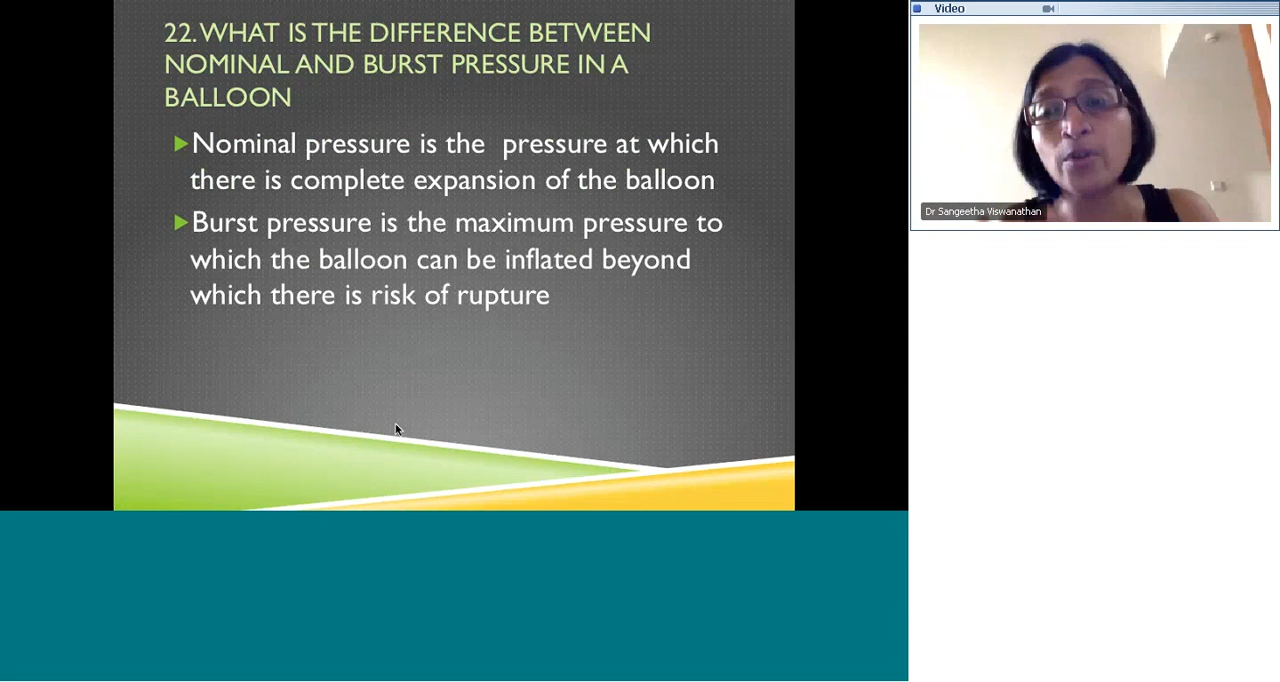 22. WHAT IS THE DIFFERENCE BETWEEN
NOMINAL AND BURST PRESSURE IN A
BALLOON
Nominal pressure is the pressure at which
there is complete expansion of the balloon
Burst pressure is the maximum pressure to
which the balloon can be inflated beyond
which there is risk of rupture
Video
Dr Sangeetha Viswanathan